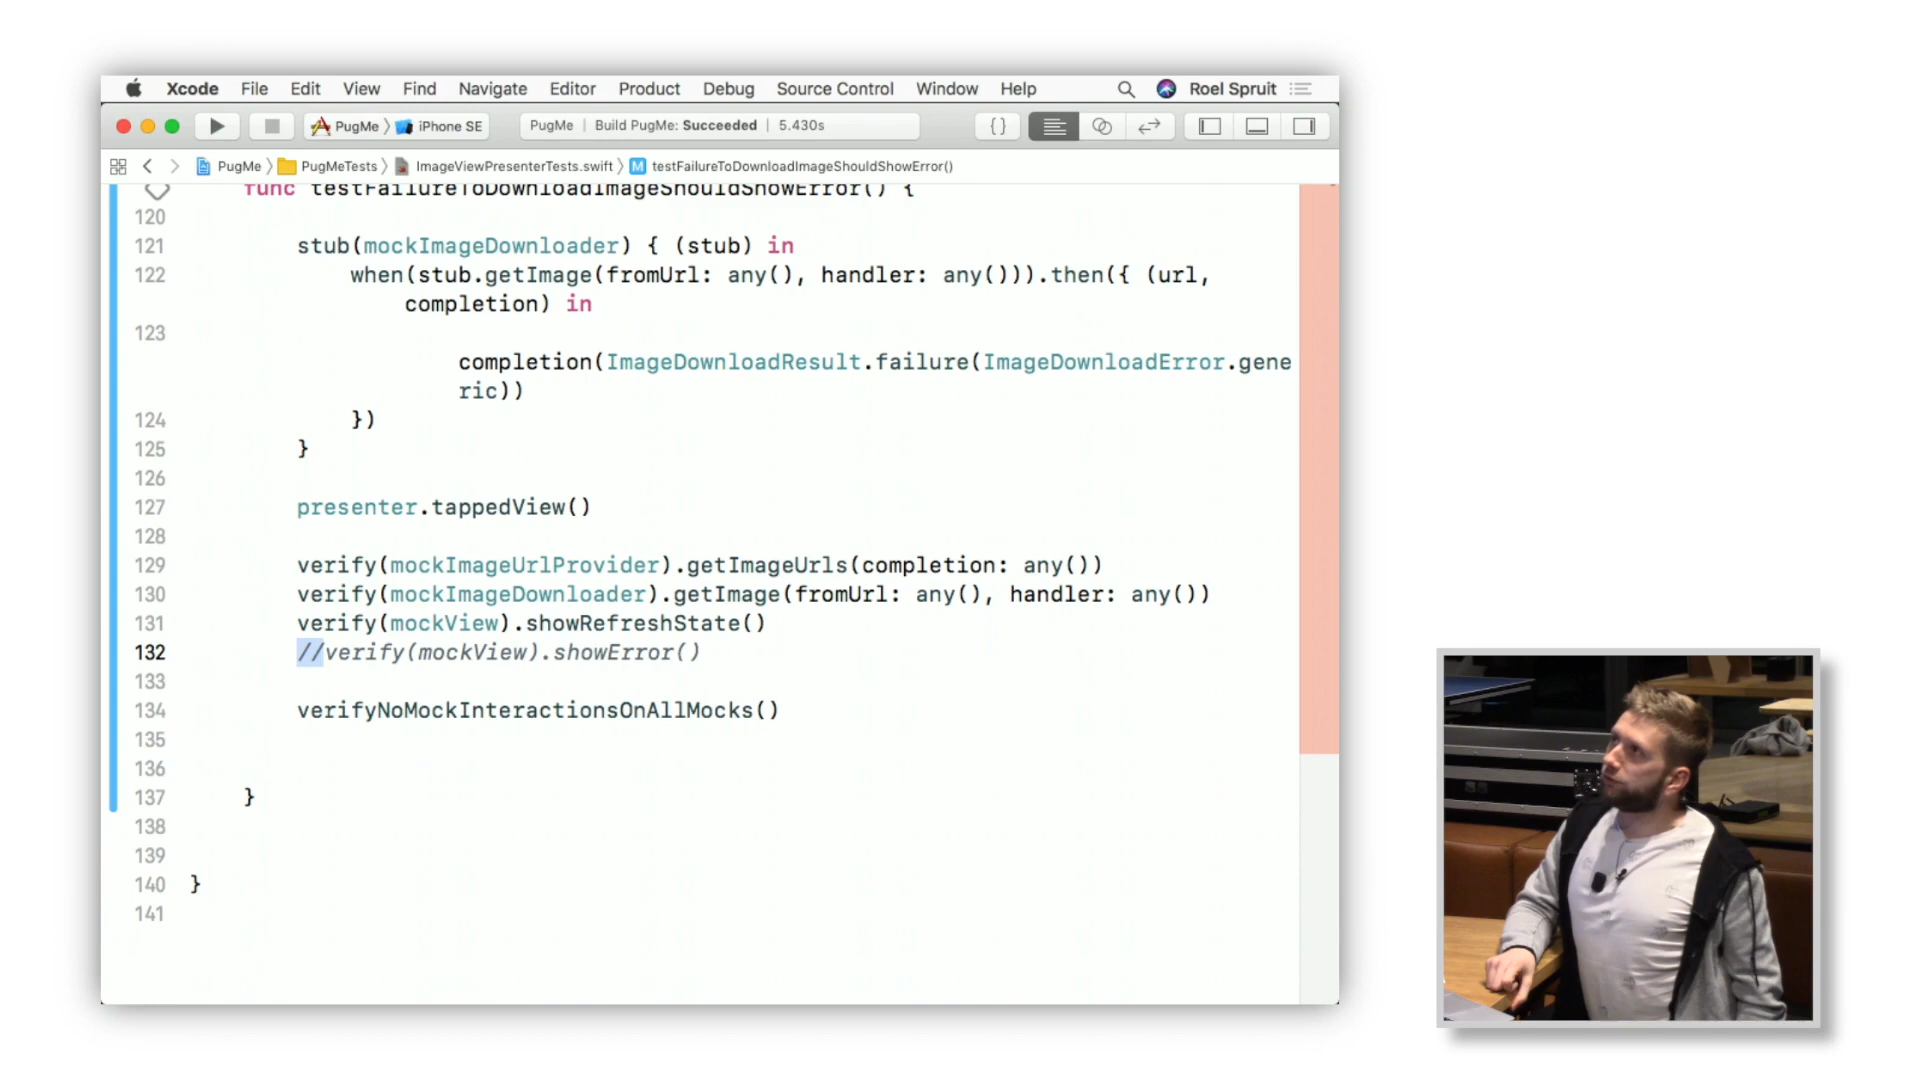 Xcode File Edit View Find Navigate Editor Product Debug Source Control Window Help Roel Spruit
PugMe iPhone SE PugMe | Build PugMe: Succeeded | 5.430s {}
PugMe PugMeTests ImageViewPresenterTests.swift M testFailureToDownloadImageShouldShowError()
func testFailureToDownloadImageShouldShowError() {
120
121 stub(mockImageDownloader) { (stub) in
122 when(stub.getImage(fromUrl: any(), handler: any())).then({ (url,
completion) in
123
completion(ImageDownloadResult.failure(ImageDownloadError.gene
ric))
124 })
125 }
126
127 presenter.tappedView()
128
129 verify(mockImageUrlProvider).getImageUrls(completion: any())
130 verify(mockImageDownloader).getImage(fromUrl: any(), handler: any())
131 verify(mockView).showRefreshState()
132 //verify(mockView).showError()
133
134 verifyNoMockInteractionsOnAllMocks()
135
136
137 }
138
139
140 }
141